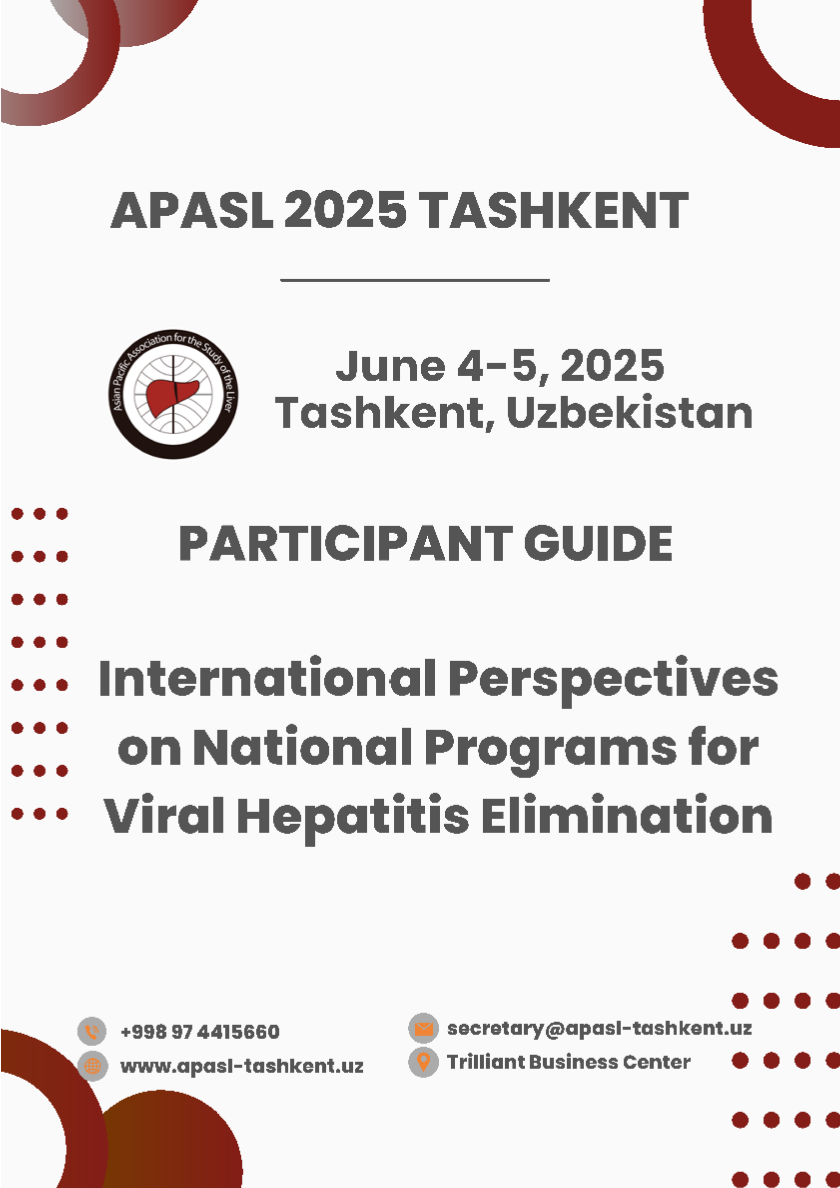 APASL 2025 TASHKENT
Asian Pacific Association for the Study of the Liver
June 4-5, 2025
Tashkent, Uzbekistan
PARTICIPANT GUIDE
International Perspectives
on National Programs for
Viral Hepatitis Elimination
+998 97 4415660
secretary@apasl-tashkent.uz
www.apasl-tashkent.uz
Trilliant Business Center